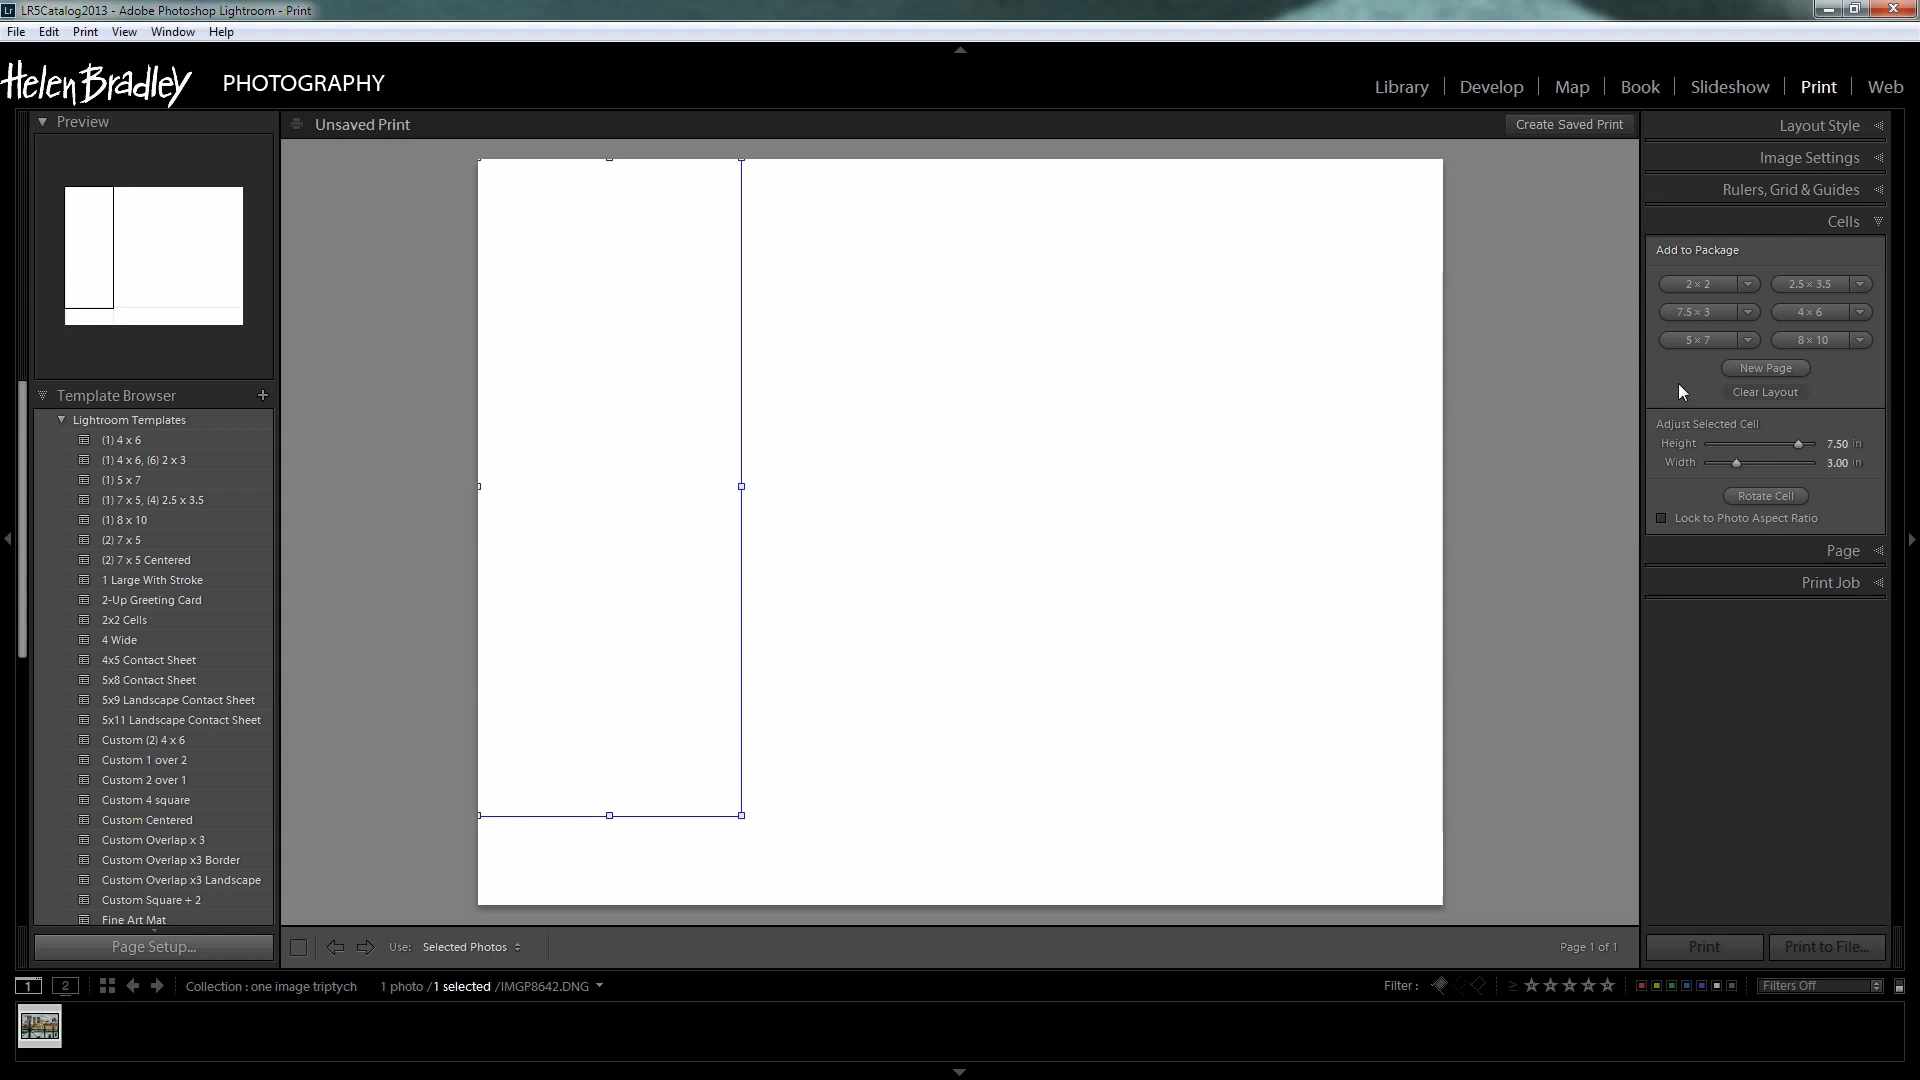 Lr LR5Catalog2013 - Adobe Photoshop Lightroom - Print
File Edit Print View Window Help
Helen Bradley PHOTOGRAPHY
Library Develop Map Book Slideshow Print Web
Preview
Unsaved Print
Create Saved Print
Layout Style
Image Settings
Rulers, Grid & Guides
Cells
Add to Package
2 × 2 2.5 × 3.5
7.5 × 3 4 × 6
5 × 7 8 × 10
New Page
Clear Layout
Adjust Selected Cell
Height 7.50 in
Width 3.00 in
Rotate Cell
Lock to Photo Aspect Ratio
Page
Print Job
Template Browser +
Lightroom Templates
(1) 4 x 6
(1) 4 x 6, (6) 2 x 3
(1) 5 x 7
(1) 7 x 5, (4) 2.5 x 3.5
(1) 8 x 10
(2) 7 x 5
(2) 7 x 5 Centered
1 Large With Stroke
2-Up Greeting Card
2x2 Cells
4 Wide
4x5 Contact Sheet
5x8 Contact Sheet
5x9 Landscape Contact Sheet
5x11 Landscape Contact Sheet
Custom (2) 4 x 6
Custom 1 over 2
Custom 2 over 1
Custom 4 square
Custom Centered
Custom Overlap x 3
Custom Overlap x3 Border
Custom Overlap x3 Landscape
Custom Square + 2
Fine Art Mat
Page Setup...
Use: Selected Photos
Page 1 of 1
Print Print to File...
1 2 Collection : one image triptych 1 photo / 1 selected / IMGP8642.DNG
Filter : ≥ Filters Off